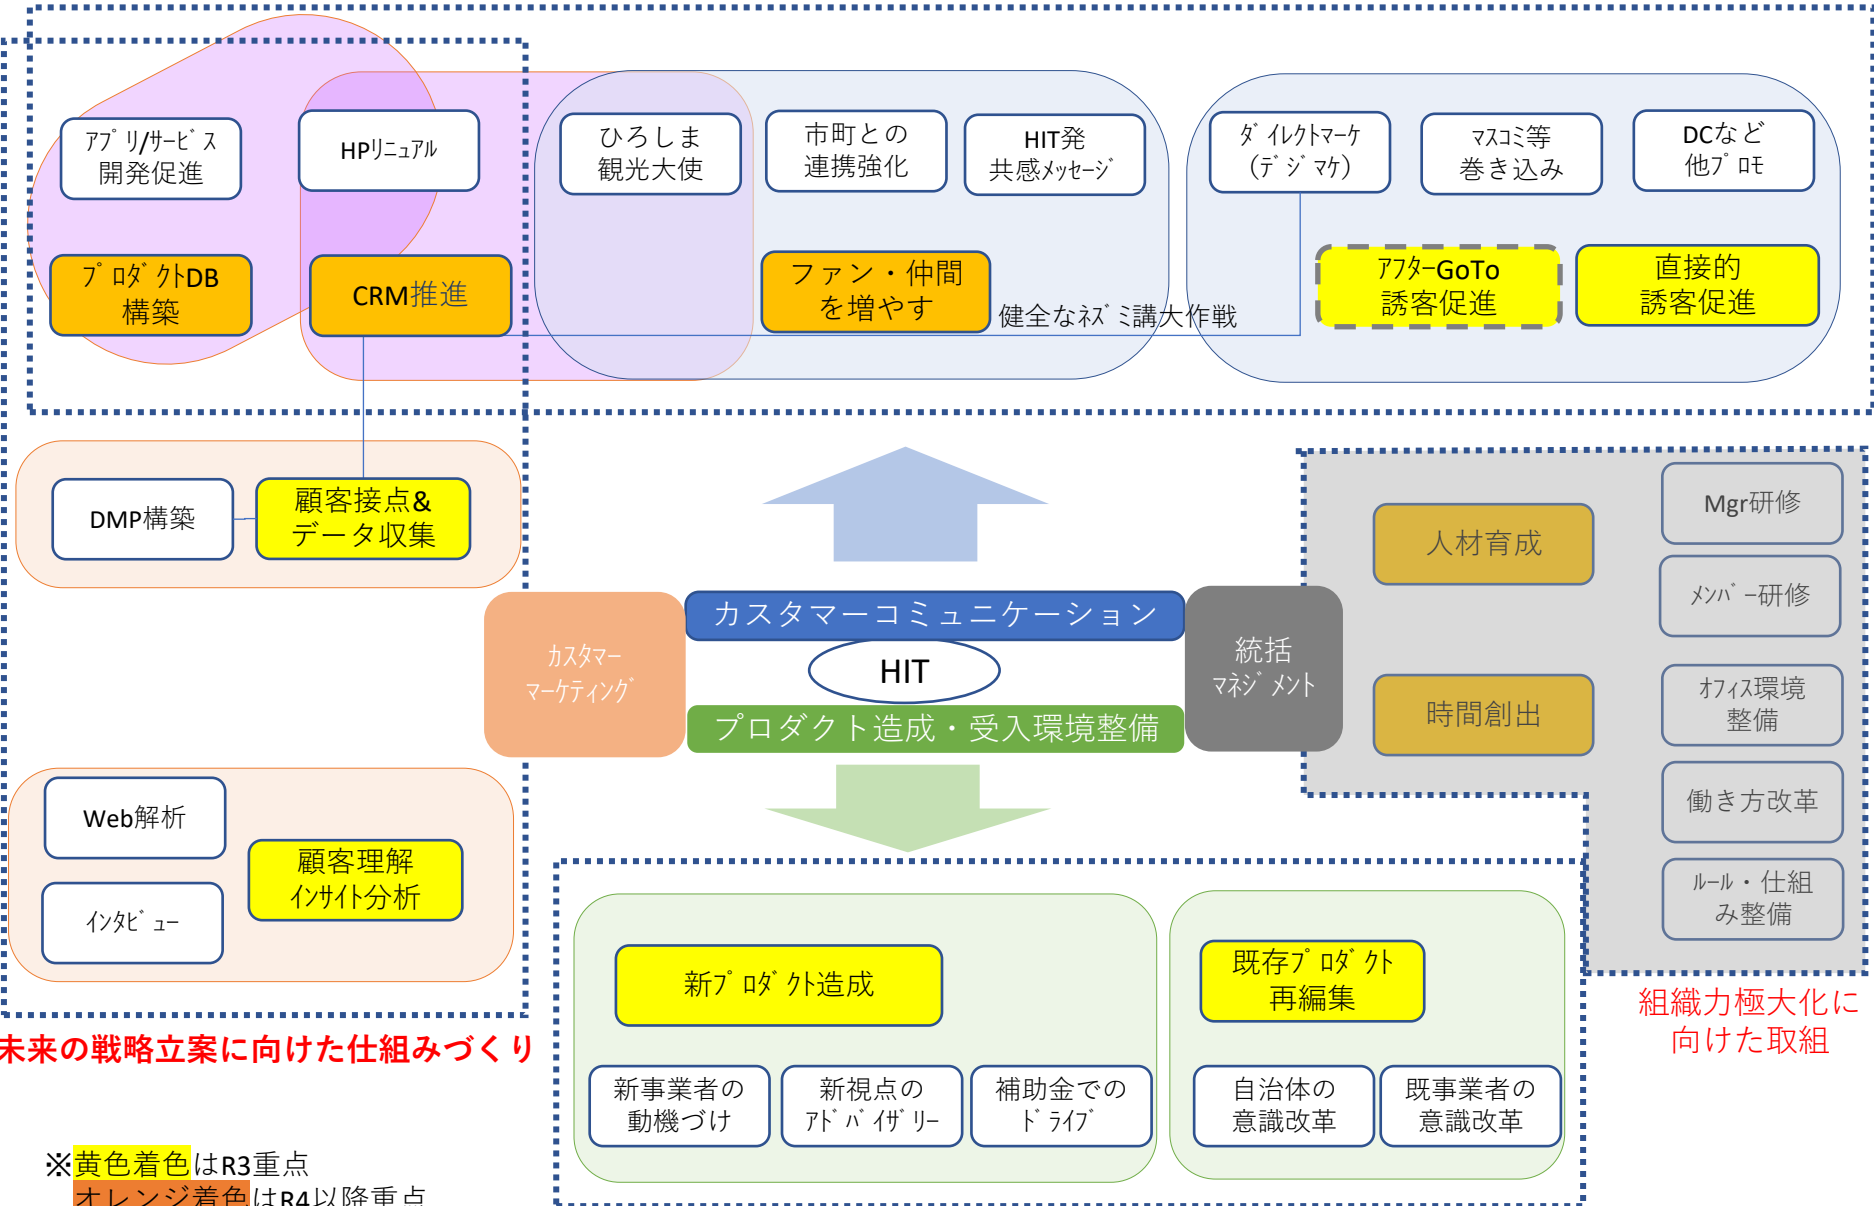 アプリ/サービス
開発促進
HPリニュアル
ひろしま
観光大使
市町との
連携強化
HIT発
共感メッセージ
ダイレクトマーケ
(デジマケ)
マスコミ等
巻き込み
DCなど
他プロモ
プロダクトDB
構築
CRM推進
ファン・仲間
を増やす
健全なネズミ講大作戦
アフターGoTo
誘客促進
直接的
誘客促進
DMP構築
顧客接点&
データ収集
人材育成
Mgr研修
メンバー研修
カスタマー
マーケティング
カスタマーコミュニケーション
HIT
プロダクト造成・受入環境整備
統括
マネジメント
時間創出
オフィス環境
整備
働き方改革
ルール・仕組
み整備
Web解析
インタビュー
顧客理解
インサイト分析
新プロダクト造成
既存プロダクト
再編集
組織力極大化に
向けた取組
未来の戦略立案に向けた仕組みづくり
新事業者の
動機づけ
新視点の
アドバイザリー
補助金での
ドライブ
自治体の
意識改革
既事業者の
意識改革
※黄色着色はR3重点
オレンジ着色はR4以降重点